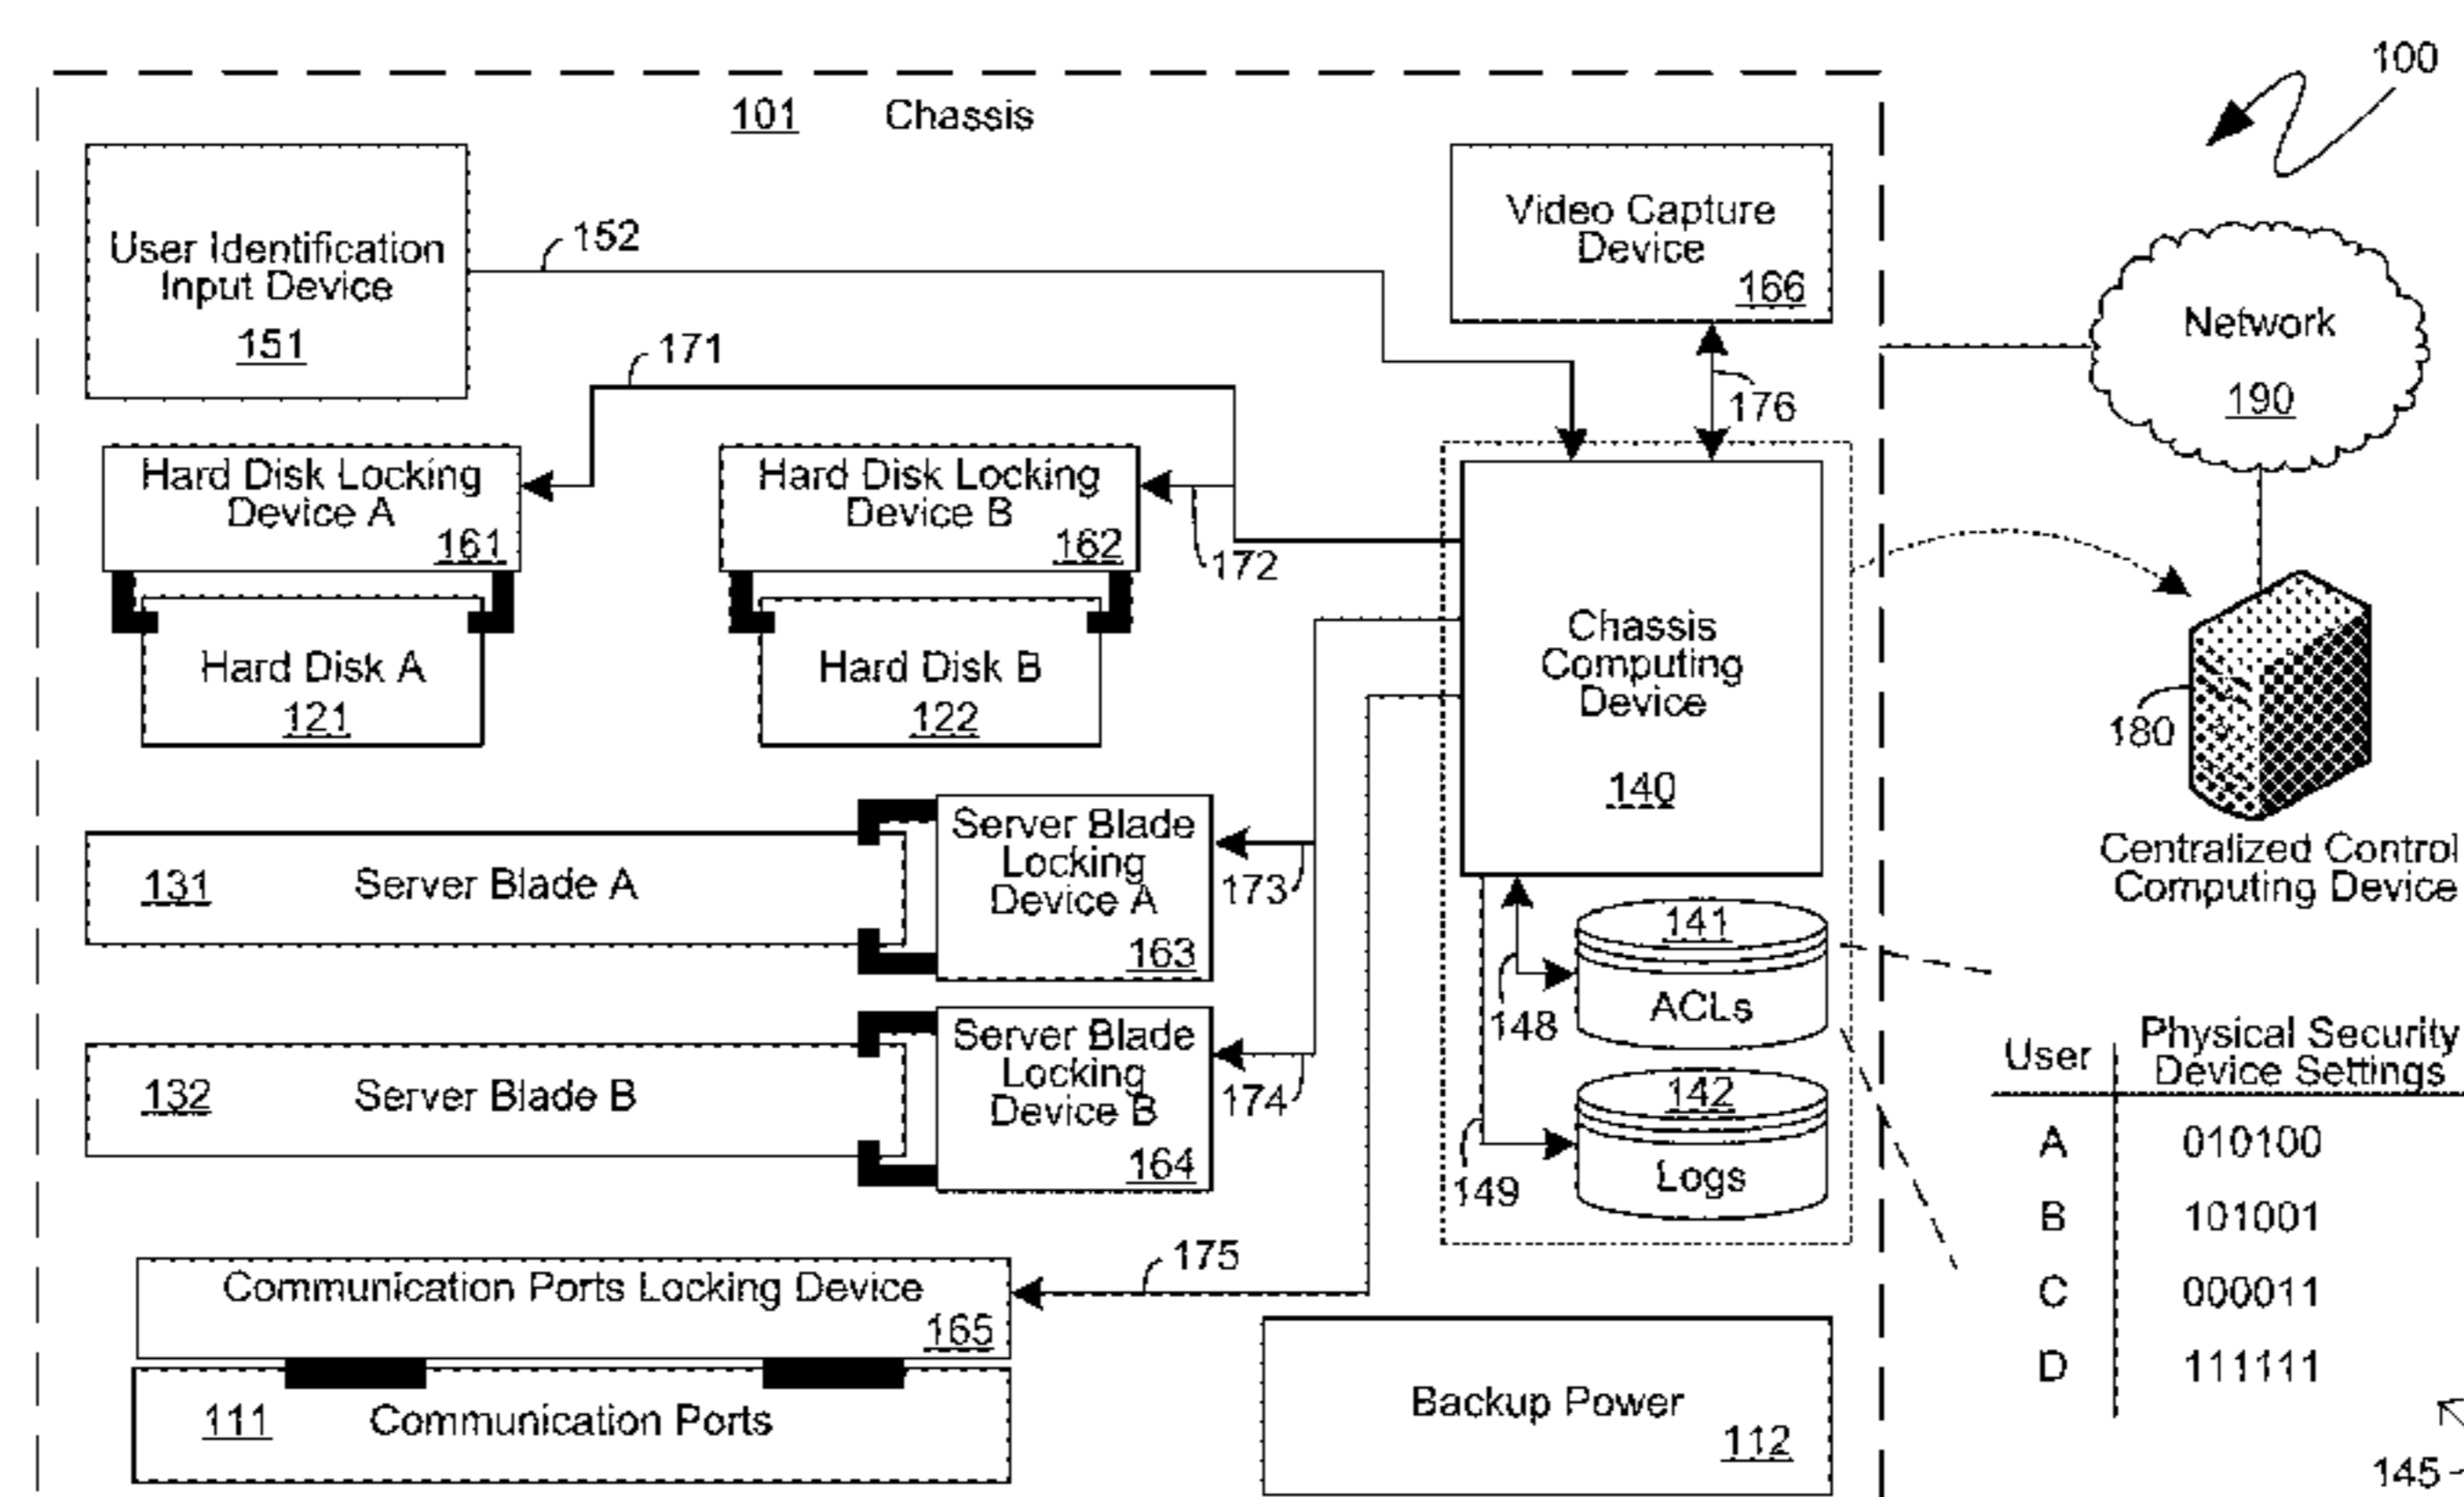 100
101 Chassis
User Identification
Input Device
151
152
Video Capture
Device
166
176
Network
190
171
Hard Disk Locking
Device A
161
Hard Disk Locking
Device B
162
172
Hard Disk A
121
Hard Disk B
122
Chassis
Computing
Device
140
180
Centralized Control
Computing Device
131 Server Blade A
Server Blade
Locking
Device A
163
173
132 Server Blade B
Server Blade
Locking
Device B
164
174
141
ACLs
148
142
Logs
149
User Physical Security
Device Settings
A 010100
B 101001
C 000011
D 111111
145
Communication Ports Locking Device
165
175
111 Communication Ports
Backup Power
112